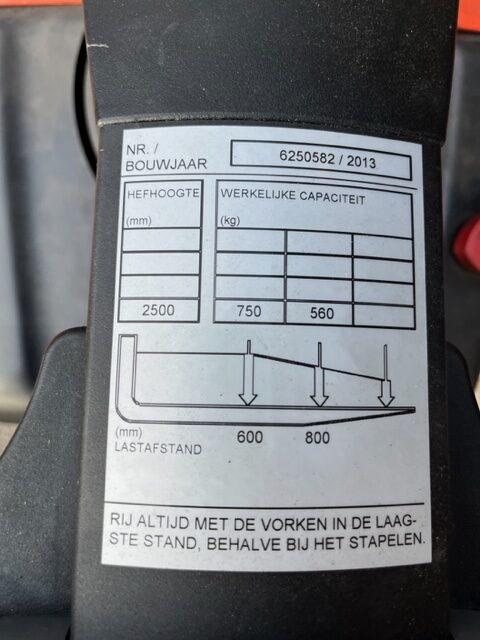 NR. /
BOUWJAAR
6250582 / 2013
HEFHOOGTE
(mm)
WERKELIJKE CAPACITEIT
(kg)
2500 750 560
(mm) 600 800
LASTAFSTAND
RIJ ALTIJD MET DE VORKEN IN DE LAAG-
STE STAND, BEHALVE BIJ HET STAPELEN.